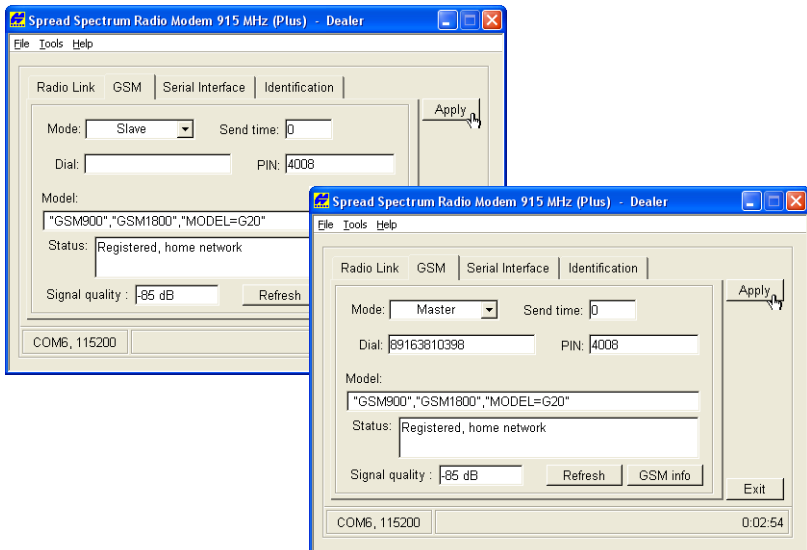 Spread Spectrum Radio Modem 915 MHz (Plus) - Dealer
File Tools Help
Radio Link GSM Serial Interface Identification
Apply
Mode: Slave Send time: 0
Dial: PIN: 4008
Model:
"GSM900","GSM1800","MODEL=G20"
Status: Registered, home network
Signal quality : -85 dB Refresh
COM6, 115200
Spread Spectrum Radio Modem 915 MHz (Plus) - Dealer
File Tools Help
Radio Link GSM Serial Interface Identification
Apply
Mode: Master Send time: 0
Dial: 89163810398 PIN: 4008
Model:
"GSM900","GSM1800","MODEL=G20"
Status: Registered, home network
Signal quality : -85 dB Refresh GSM info
Exit
COM6, 115200 0:02:54